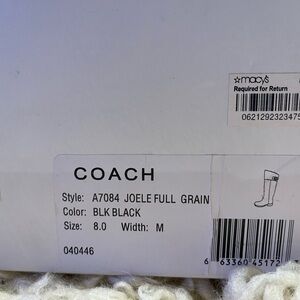 ★macy's
Required for Return
0621292323475
COACH
Style: A7084 JOELE FULL GRAIN
Color: BLK BLACK
Size: 8.0 Width: M
040446
6 63360 45172